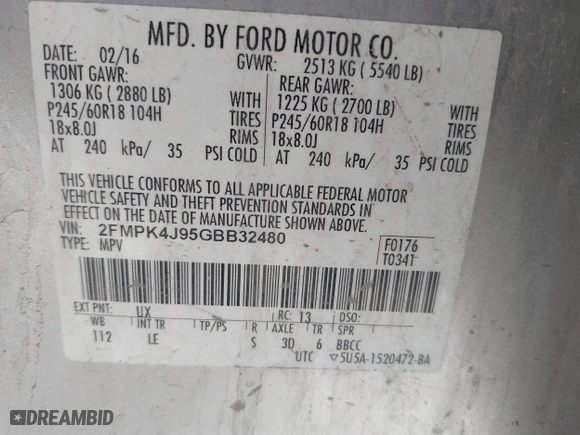 MFD. BY FORD MOTOR CO.
DATE: 02/16 GVWR: 2513 KG ( 5540 LB)
FRONT GAWR: REAR GAWR:
1306 KG ( 2880 LB) WITH 1225 KG ( 2700 LB) WITH
P245/60R18 104H TIRES P245/60R18 104H TIRES
18x8.0J RIMS 18x8.0J RIMS
AT 240 kPa/ 35 PSI COLD AT 240 kPa/ 35 PSI COLD
THIS VEHICLE CONFORMS TO ALL APPLICABLE FEDERAL MOTOR
VEHICLE SAFETY AND THEFT PREVENTION STANDARDS IN
EFFECT ON THE DATE OF MANUFACTURE SHOWN ABOVE.
VIN: 2FMPK4J95GBB32480 F0176
TYPE: MPV T0341
EXT PNT: UX RC: 13 DSO:
WB INT TR TP/PS R AXLE TR SPR
112 LE S 3D 6 BBCC
UTC ▽5U5A-1520472-BA
DREAMBID